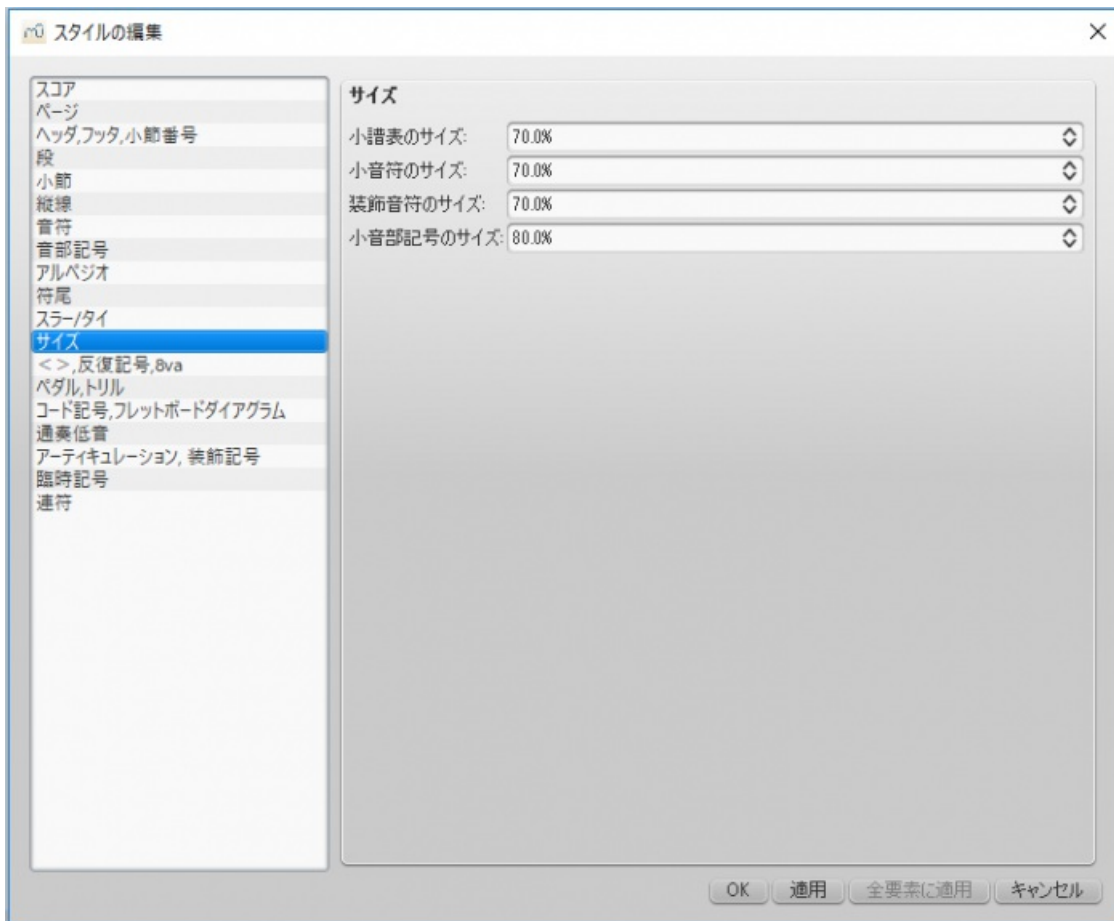 スタイルの編集
スコア
ページ
ヘッダ,フッタ,小節番号
段
小節
縦線
音符
音部記号
アルペジオ
符尾
スラー/タイ
サイズ
< >,反復記号,8va
ペダル,トリル
コード記号,フレットボードダイアグラム
通奏低音
アーティキュレーション, 装飾記号
臨時記号
連符
サイズ
小譜表のサイズ: 70.0%
小音符のサイズ: 70.0%
装飾音符のサイズ: 70.0%
小音部記号のサイズ: 80.0%
OK 適用 全要素に適用 キャンセル